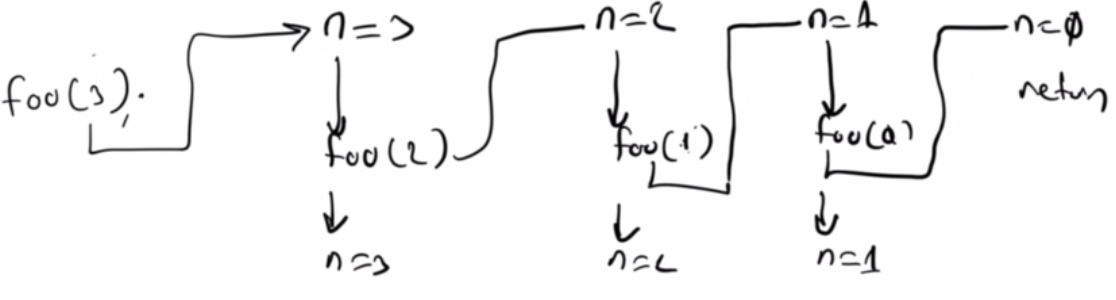 foo(3);
n=3
foo(2)
n=3
n=2
foo(1)
n=2
n=1
foo(0)
n=1
n=0
return